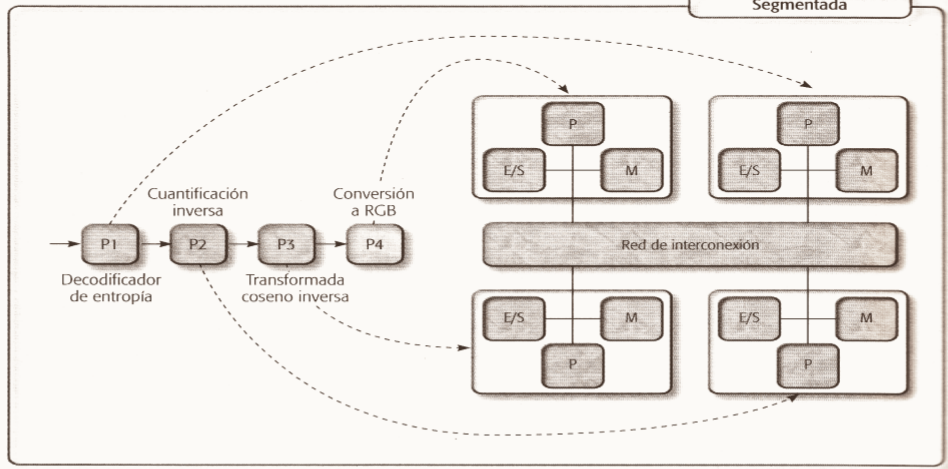 Segmentada
Cuantificación
inversa
Conversión
a RGB
P1
P2
P3
P4
Decodificador
de entropía
Transformada
coseno inversa
P
E/S
M
P
E/S
M
Red de interconexión
E/S
M
P
E/S
M
P